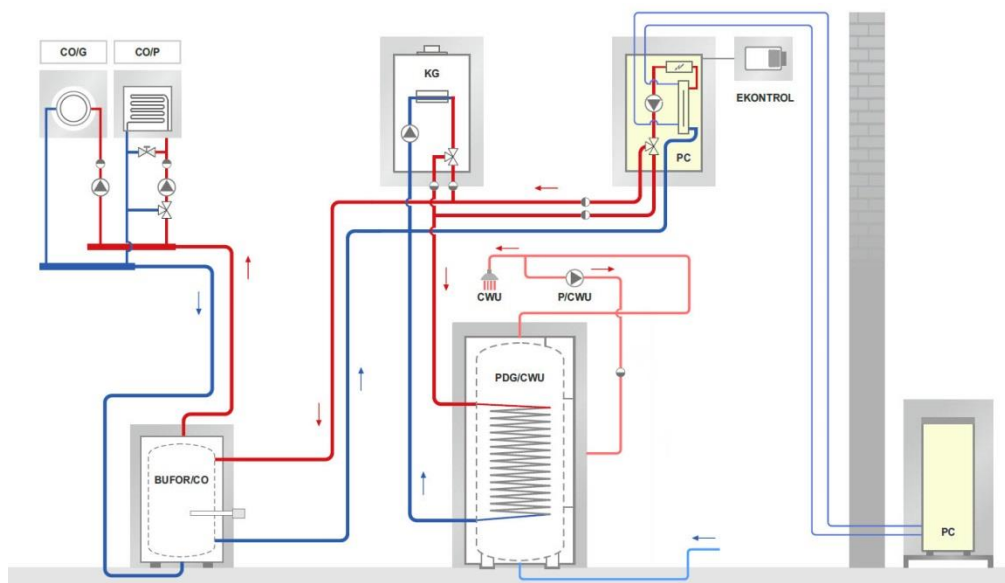 CO/G
CO/P
KG
PC
EKONTROL
CWU
P/CWU
PDG/CWU
BUFOR/CO
PC